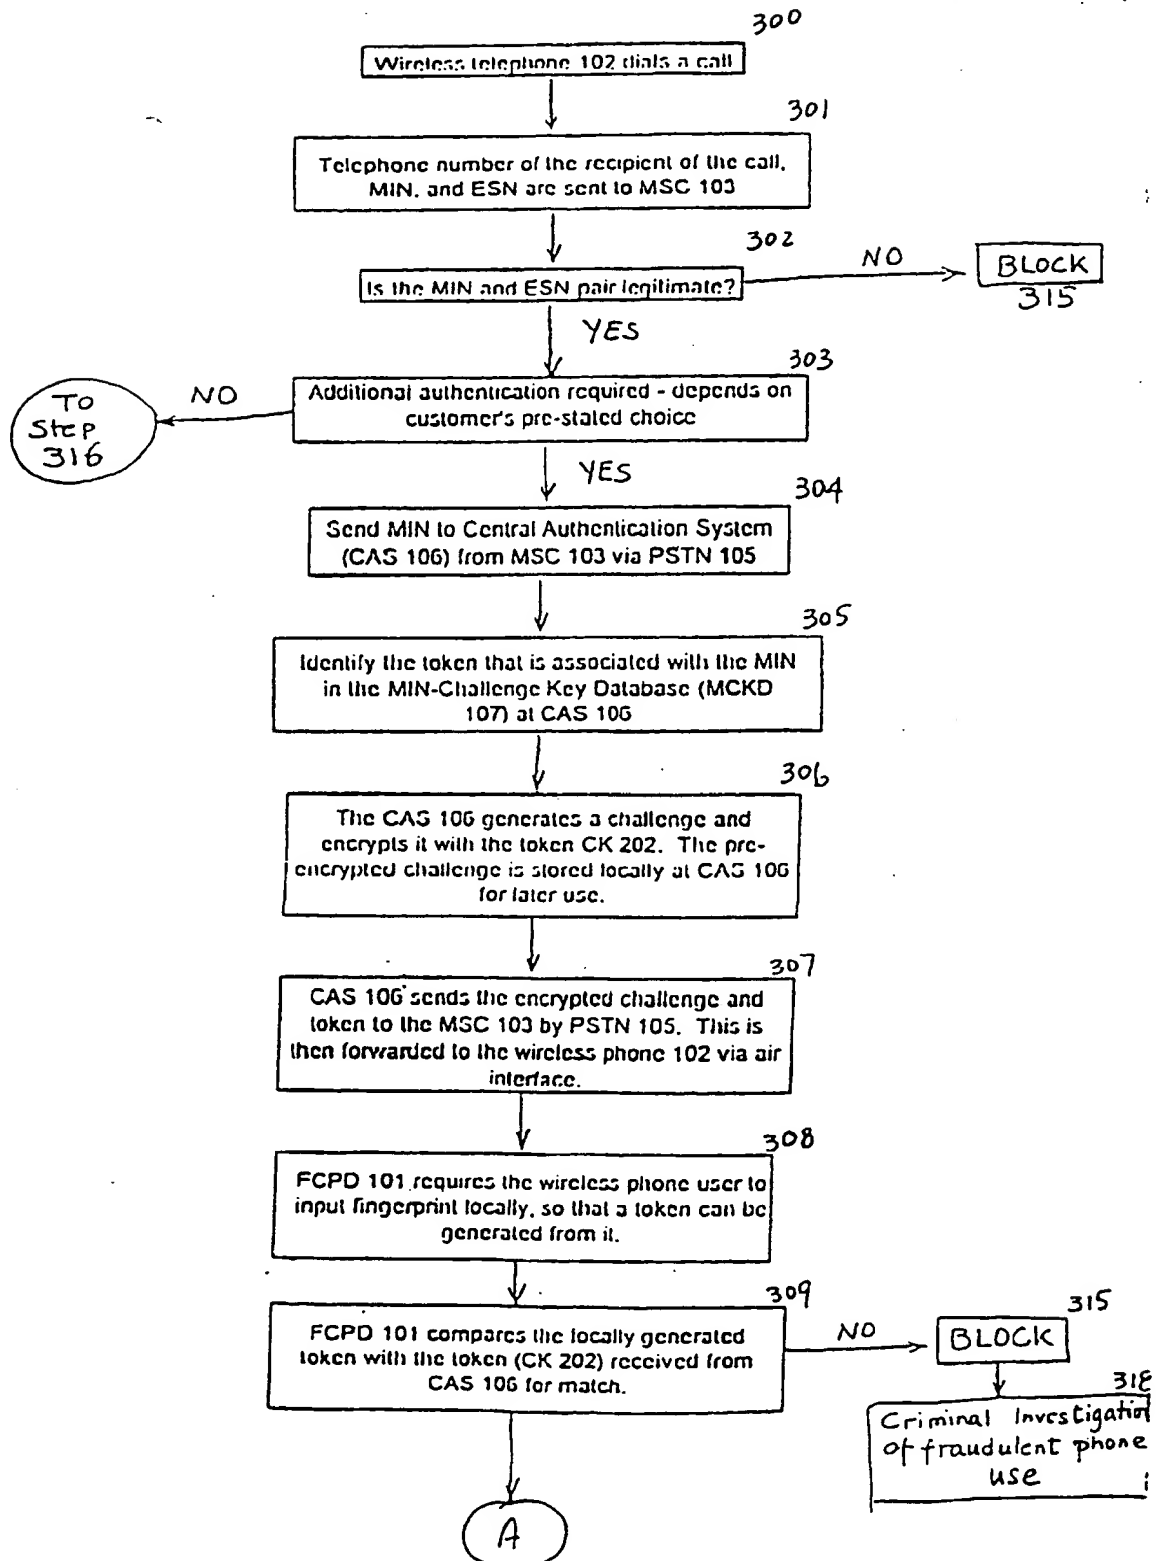 300
Wireless telephone 102 dials a call
301
Telephone number of the recipient of the call,
MIN, and ESN are sent to MSC 103
302
Is the MIN and ESN pair legitimate?
NO
BLOCK
315
YES
303
Additional authentication required - depends on
customer's pre-stated choice
NO
TO
Step
316
YES
304
Send MIN to Central Authentication System
(CAS 106) from MSC 103 via PSTN 105
305
Identify the token that is associated with the MIN
in the MIN-Challenge Key Database (MCKD
107) at CAS 106
306
The CAS 106 generates a challenge and
encrypts it with the token CK 202. The pre-
encrypted challenge is stored locally at CAS 106
for later use.
307
CAS 106 sends the encrypted challenge and
token to the MSC 103 by PSTN 105. This is
then forwarded to the wireless phone 102 via air
interface.
308
FCPD 101 requires the wireless phone user to
input fingerprint locally, so that a token can be
generated from it.
309
FCPD 101 compares the locally generated
token with the token (CK 202) received from
CAS 106 for match.
NO
315
BLOCK
318
Criminal Investigation
of fraudulent phone
use
A